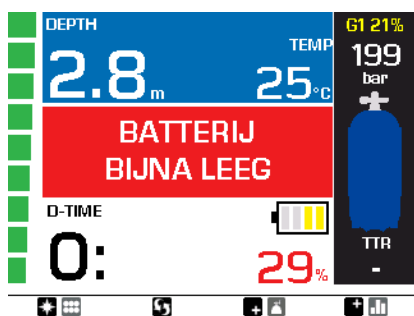 DEPTH
TEMP
2.8 m
25°C
G1 21%
199
bar
BATTERIJ
BIJNA LEEG
D-TIME
0:
29%
TTR
-